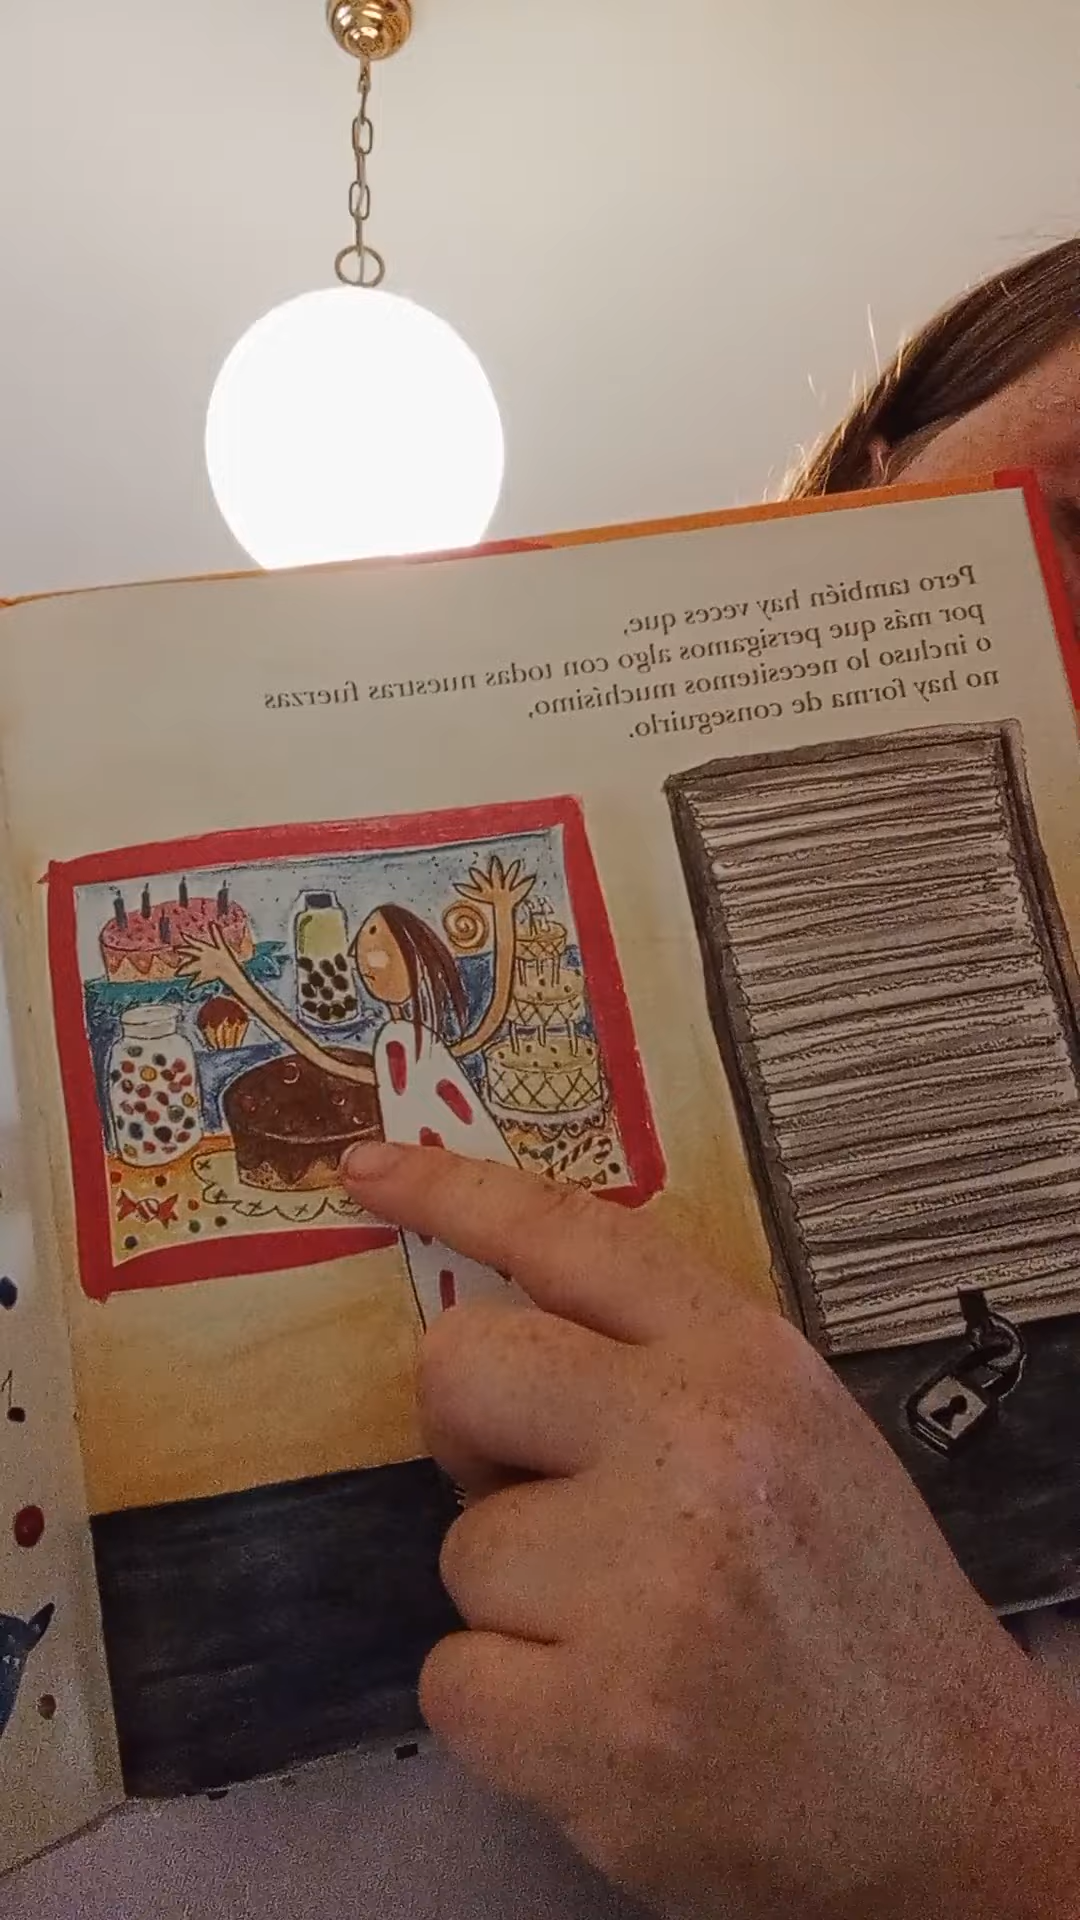 Pero también hay veces que,
por más que persigamos algo con todas nuestras fuerzas
o incluso lo necesitemos muchísimo,
no hay forma de conseguirlo.